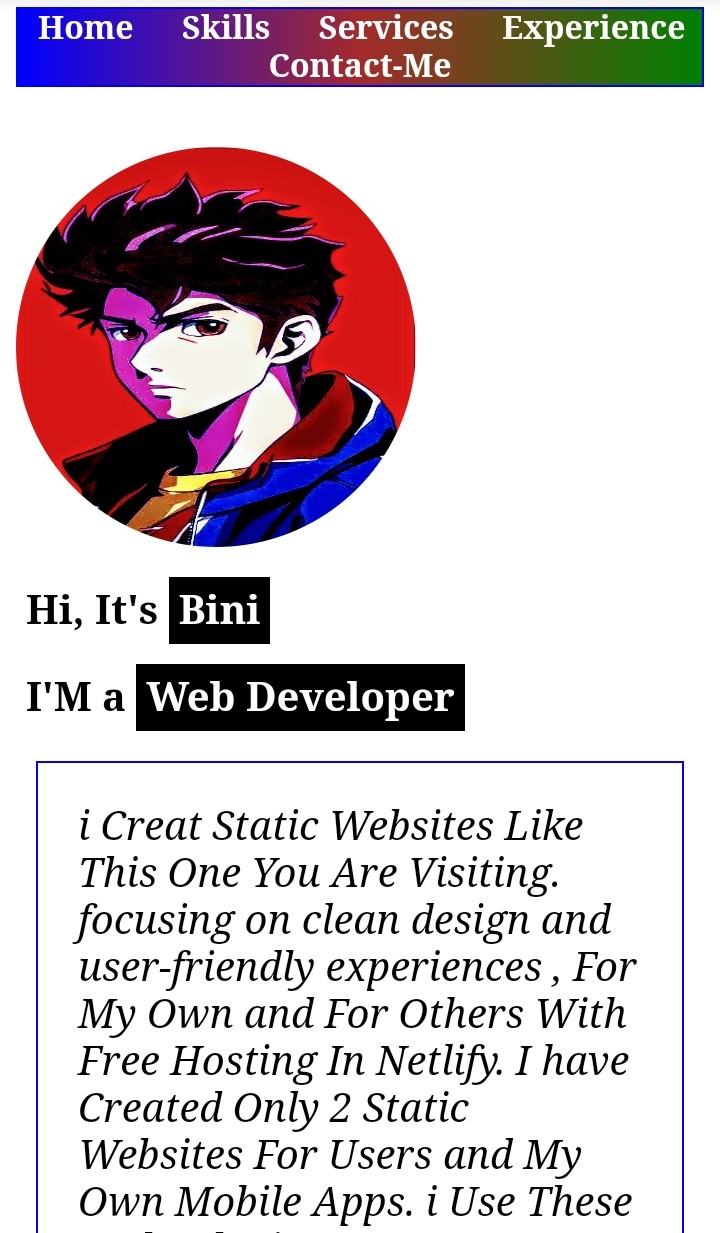 Home Skills Services Experience
Contact-Me
Hi, It's Bini
I'M a Web Developer
i Creat Static Websites Like
This One You Are Visiting.
focusing on clean design and
user-friendly experiences , For
My Own and For Others With
Free Hosting In Netlify. I have
Created Only 2 Static
Websites For Users and My
Own Mobile Apps. i Use These